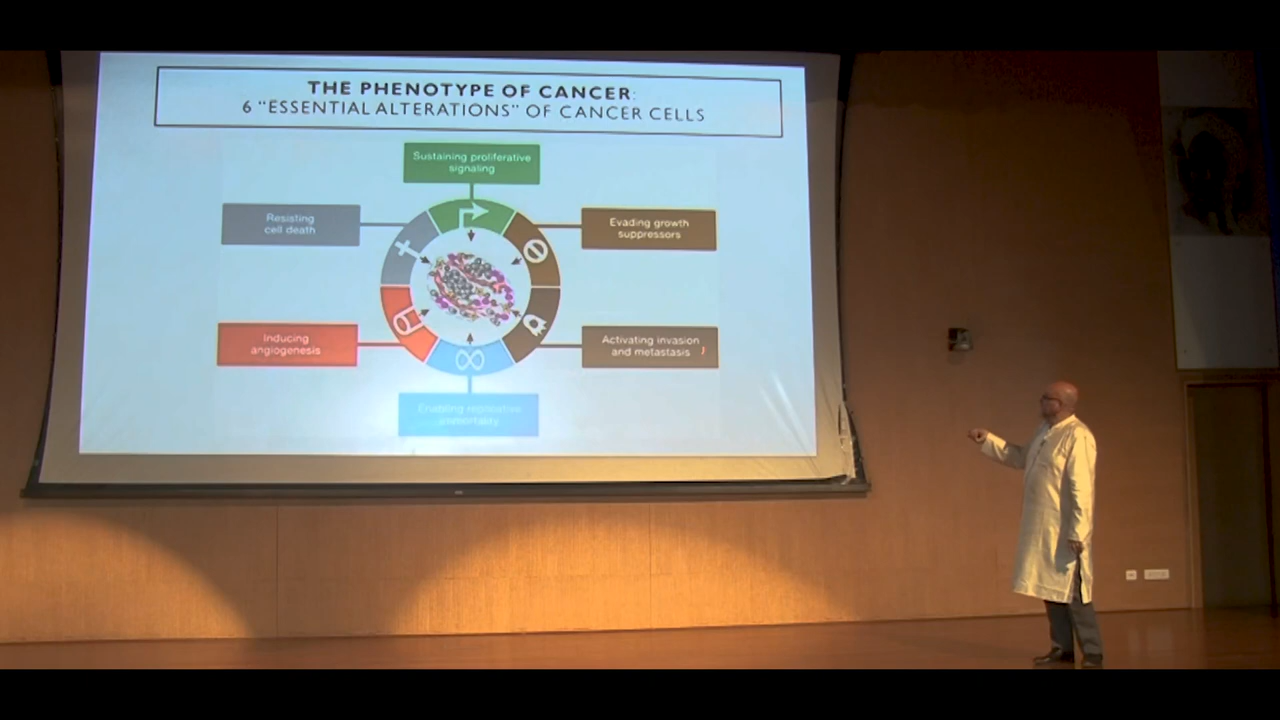 THE PHENOTYPE OF CANCER:
6 "ESSENTIAL ALTERATIONS" OF CANCER CELLS
Sustaining proliferative
signaling
Resisting
cell death
Evading growth
suppressors
Inducing
angiogenesis
Activating invasion
and metastasis
Enabling replicative
immortality